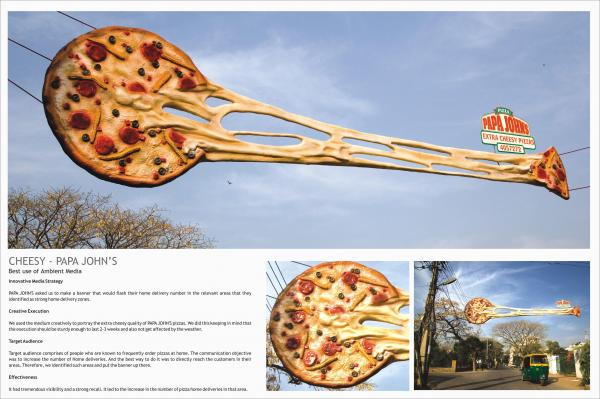 PIZZA
PAPA JOHNS
EXTRA CHEESY PIZZAS
4057272
CHEESY - PAPA JOHN'S
Best use of Ambient Media
Innovative Media Strategy
PAPA JOHNS asked us to make a banner that would flash their home delivery number in the relevant areas that they
identified as strong home delivery zones.
Creative Execution
We used the medium creatively to portray the extra cheesy quality of PAPA JOHNS pizzas. We did this keeping in mind that
the execution should be sturdy enough to last 2-3 weeks and also not get affected by the weather.
Target Audience
Target audience comprises of people who are known to frequently order pizzas at home. The communication objective
was to increase the number of Home deliveries. And the best way to do it was to directly reach the customers in their
areas. Therefore, we identified such areas and put the banner up there.
Effectiveness
It had tremendous visibility and a strong recall. It led to the increase in the number of pizza home deliveries in that area.